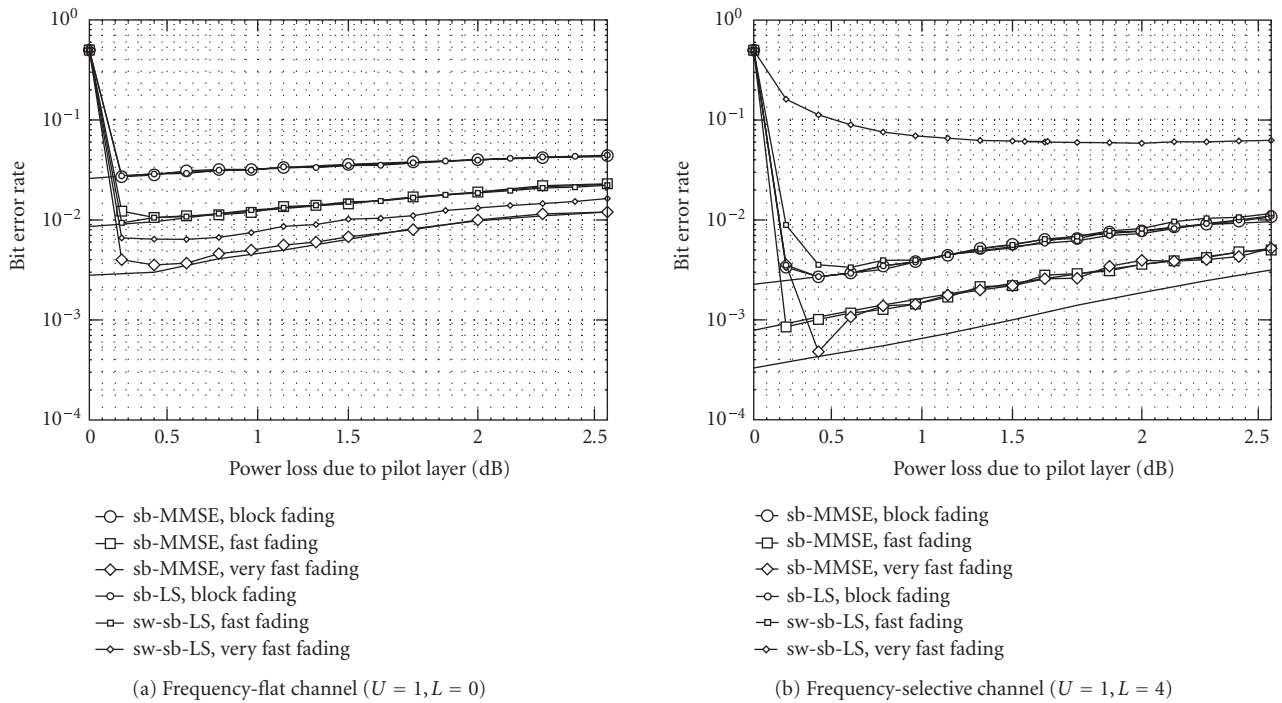 10⁰
10⁻¹
10⁻²
10⁻³
10⁻⁴
Bit error rate
0 0.5 1 1.5 2 2.5
Power loss due to pilot layer (dB)
sb-MMSE, block fading
sb-MMSE, fast fading
sb-MMSE, very fast fading
sb-LS, block fading
sw-sb-LS, fast fading
sw-sb-LS, very fast fading
(a) Frequency-flat channel (U = 1, L = 0)
10⁰
10⁻¹
10⁻²
10⁻³
10⁻⁴
Bit error rate
0 0.5 1 1.5 2 2.5
Power loss due to pilot layer (dB)
sb-MMSE, block fading
sb-MMSE, fast fading
sb-MMSE, very fast fading
sb-LS, block fading
sw-sb-LS, fast fading
sw-sb-LS, very fast fading
(b) Frequency-selective channel (U = 1, L = 4)